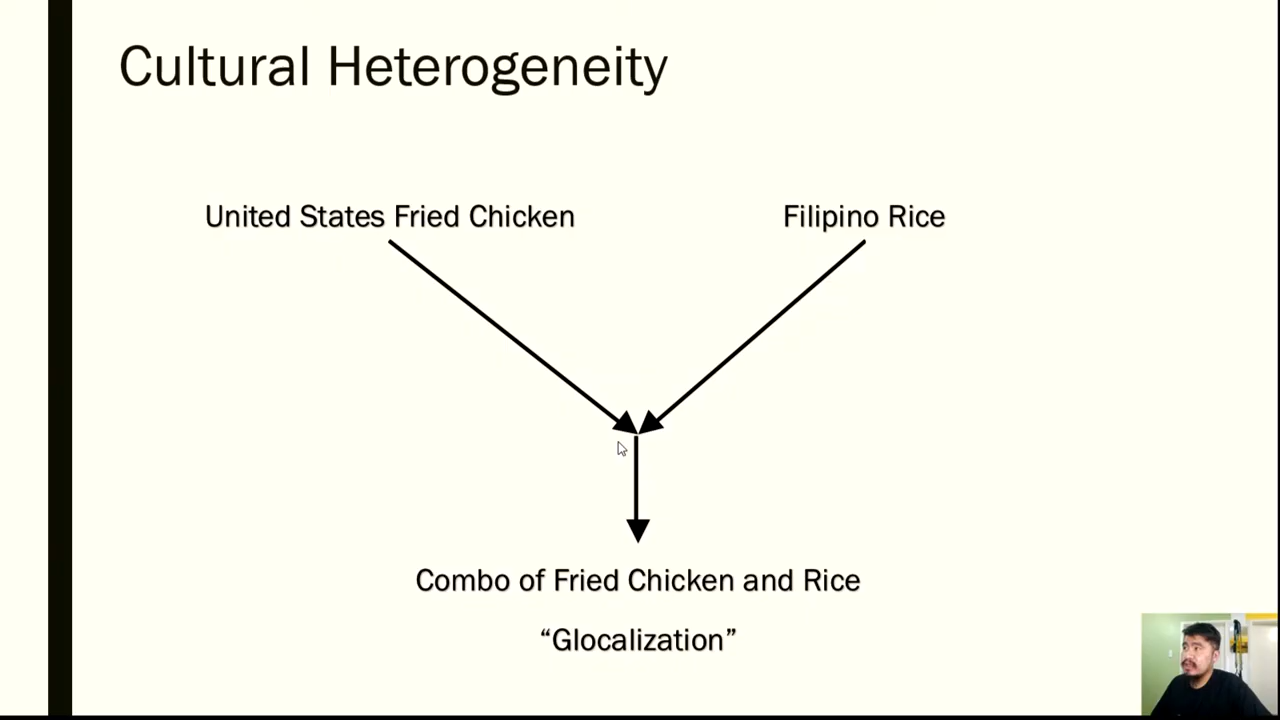 Cultural Heterogeneity
United States Fried Chicken
Filipino Rice
Combo of Fried Chicken and Rice
“Glocalization”